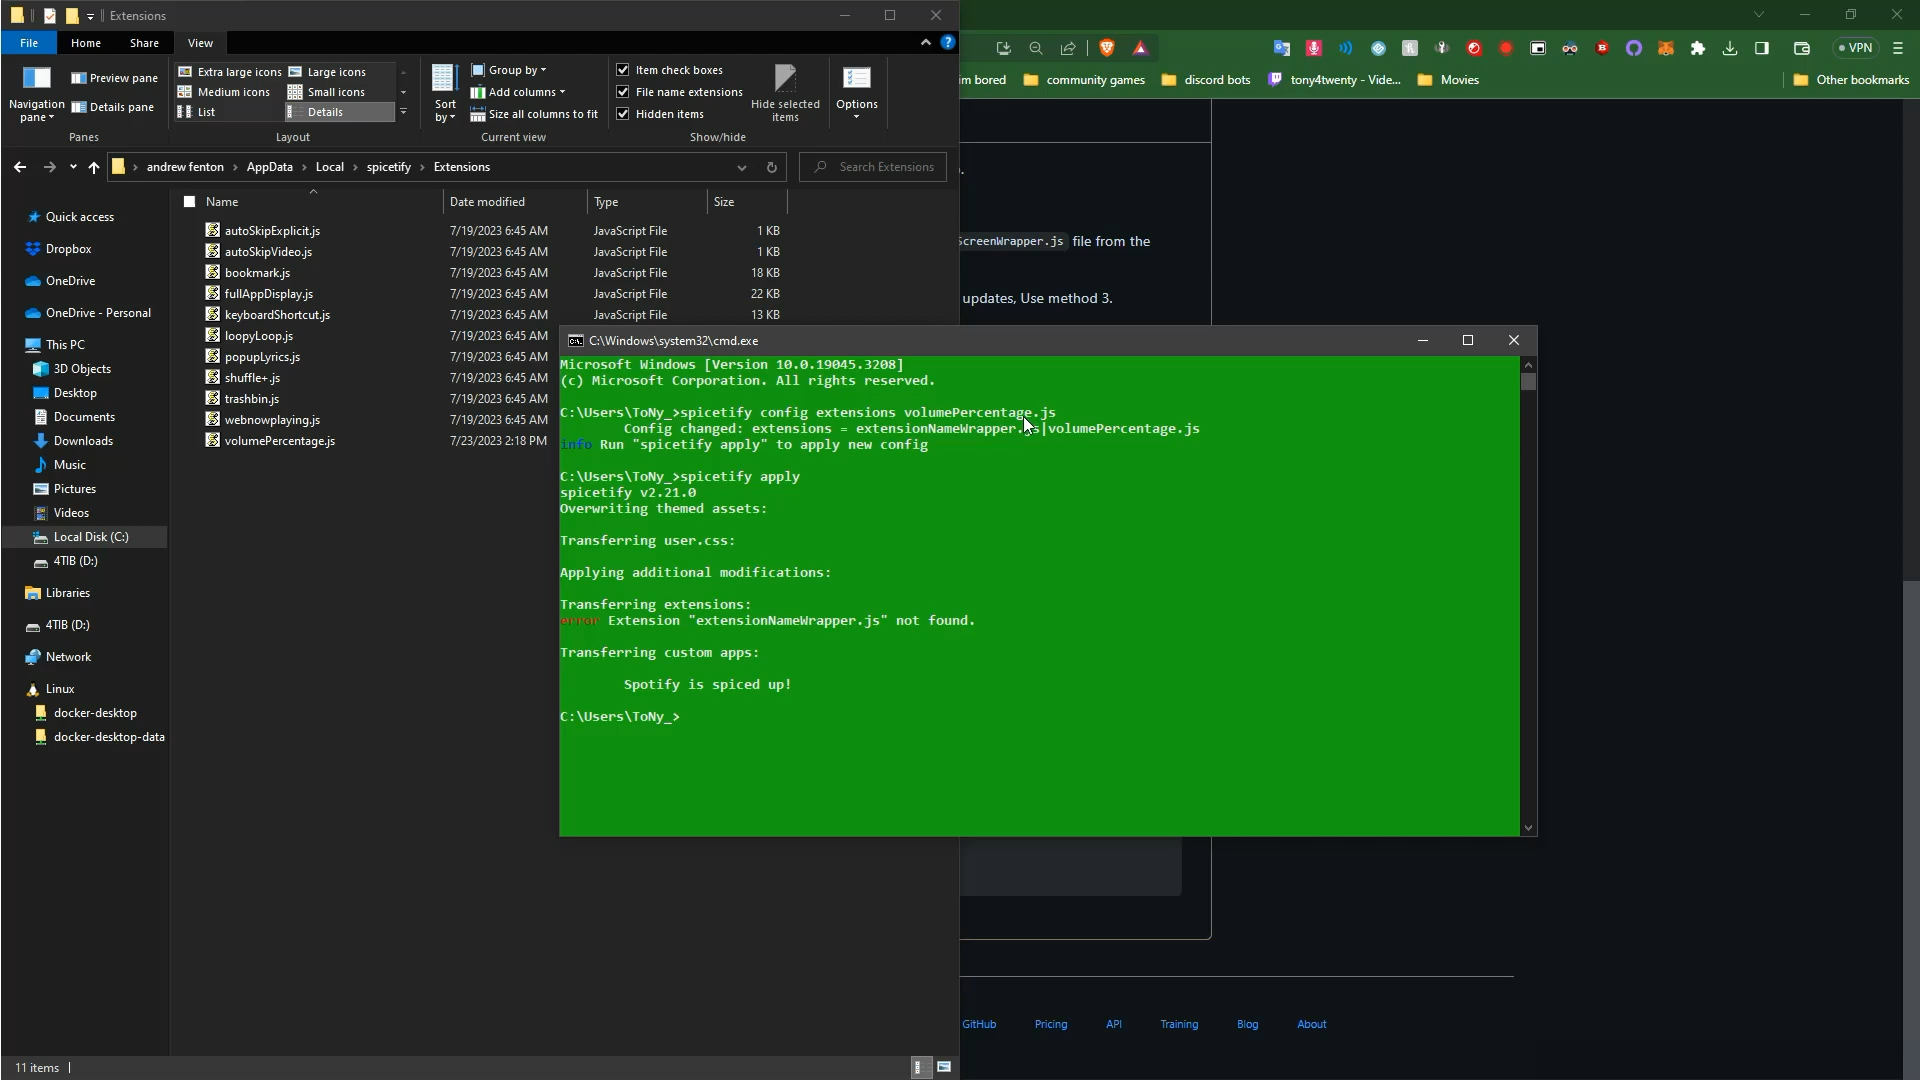 Extensions
File Home Share View
Navigation pane
Preview pane
Details pane
Panes
Extra large icons Large icons
Medium icons Small icons
List Details
Layout
Sort by
Group by
Add columns
Size all columns to fit
Current view
Item check boxes
File name extensions
Hidden items
Hide selected items
Show/hide
Options
andrew fenton AppData Local spicetify Extensions
Search Extensions
Quick access
Dropbox
OneDrive
OneDrive - Personal
This PC
3D Objects
Desktop
Documents
Downloads
Music
Pictures
Videos
Local Disk (C:)
4TIB (D:)
Libraries
4TIB (D:)
Network
Linux
docker-desktop
docker-desktop-data
Name Date modified Type Size
autoSkipExplicit.js 7/19/2023 6:45 AM JavaScript File 1 KB
autoSkipVideo.js 7/19/2023 6:45 AM JavaScript File 1 KB
bookmark.js 7/19/2023 6:45 AM JavaScript File 18 KB
fullAppDisplay.js 7/19/2023 6:45 AM JavaScript File 22 KB
keyboardShortcut.js 7/19/2023 6:45 AM JavaScript File 13 KB
loopyLoop.js 7/19/2023 6:45 AM
popupLyrics.js 7/19/2023 6:45 AM
shuffle+.js 7/19/2023 6:45 AM
trashbin.js 7/19/2023 6:45 AM
webnowplaying.js 7/19/2023 6:45 AM
volumePercentage.js 7/23/2023 2:18 PM
11 items
VPN
im bored community games discord bots tony4twenty - Vide... Movies Other bookmarks
ScreenWrapper.js file from the
updates, Use method 3.
C:\Windows\system32\cmd.exe
Microsoft Windows [Version 10.0.19045.3208]
(c) Microsoft Corporation. All rights reserved.
C:\Users\ToNy_>spicetify config extensions volumePercentage.js
Config changed: extensions = extensionNameWrapper.js|volumePercentage.js
info Run "spicetify apply" to apply new config
C:\Users\ToNy_>spicetify apply
spicetify v2.21.0
Overwriting themed assets:
Transferring user.css:
Applying additional modifications:
Transferring extensions:
error Extension "extensionNameWrapper.js" not found.
Transferring custom apps:
Spotify is spiced up!
C:\Users\ToNy_>
GitHub Pricing API Training Blog About